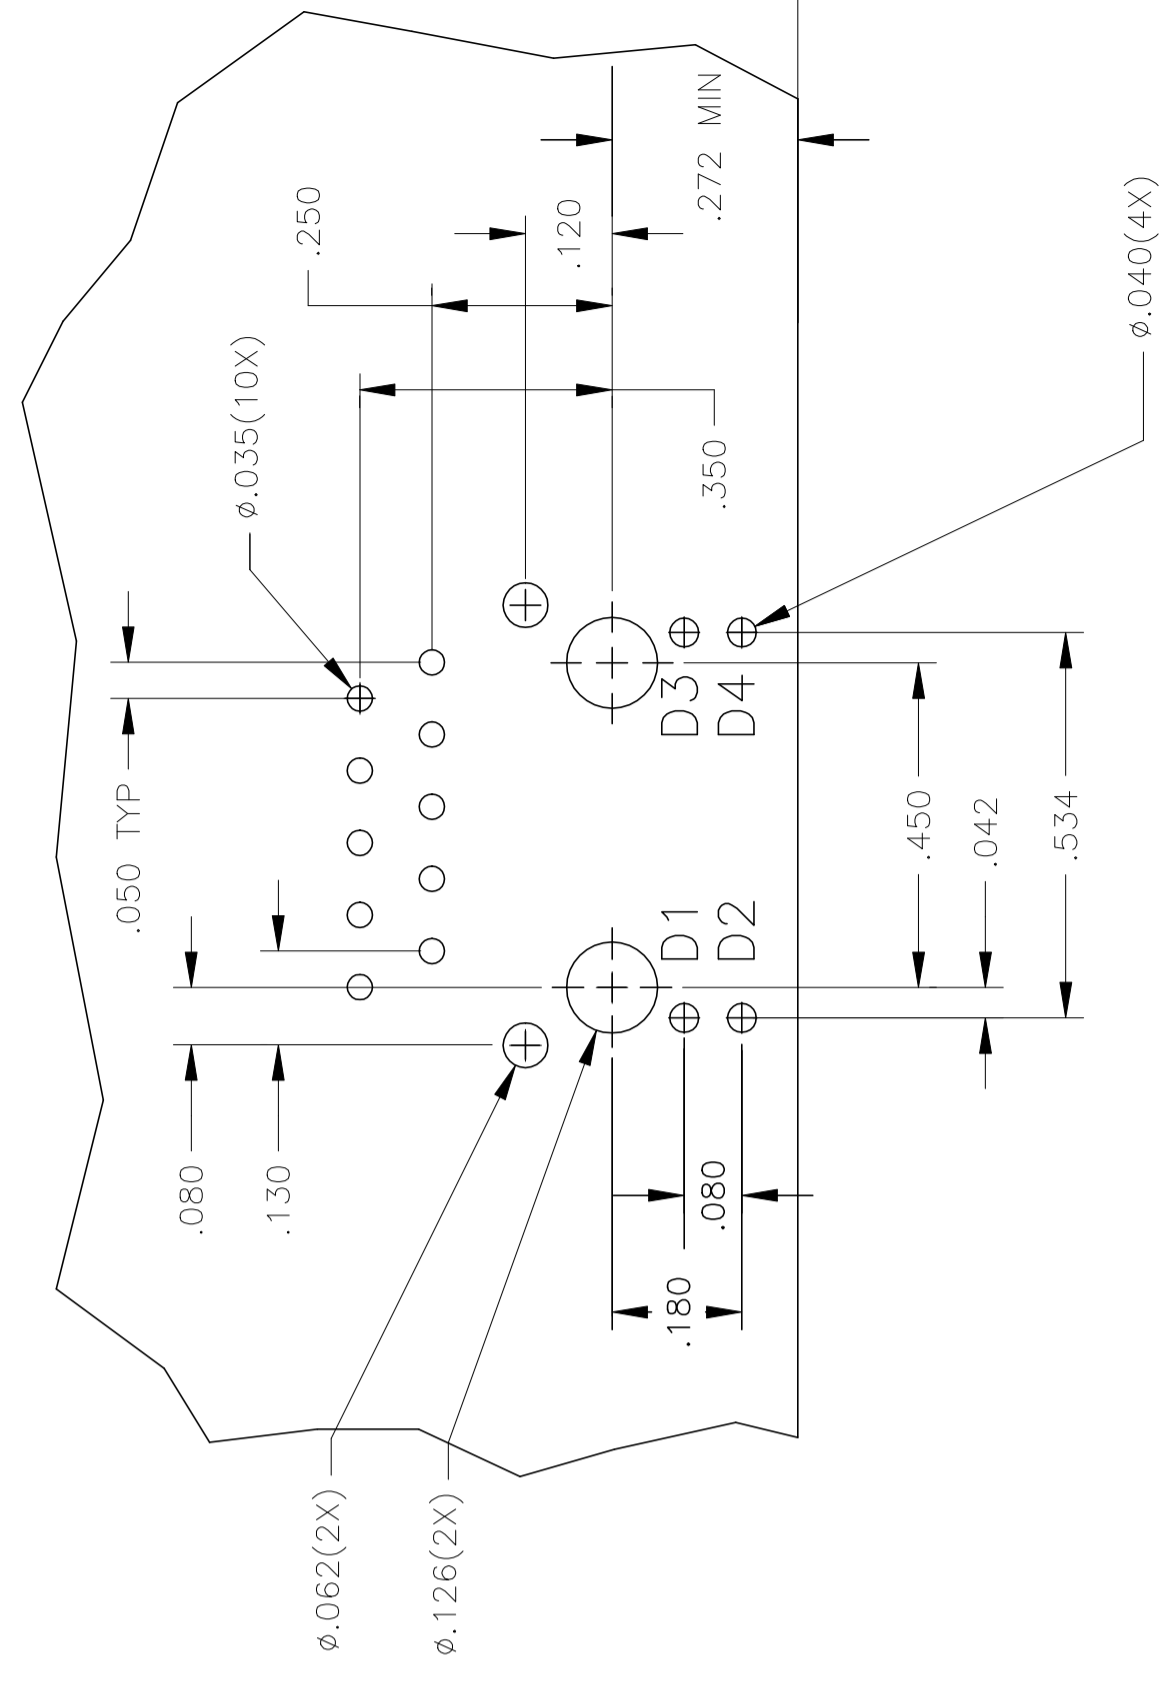 .050 TYP
.080
.130
ø.035(10X)
.250
.120
.272 MIN
.350
ø.040(4X)
ø.062(2X)
ø.126(2X)
D1
D3
D2
D4
.080
.180
.450
.042
.534